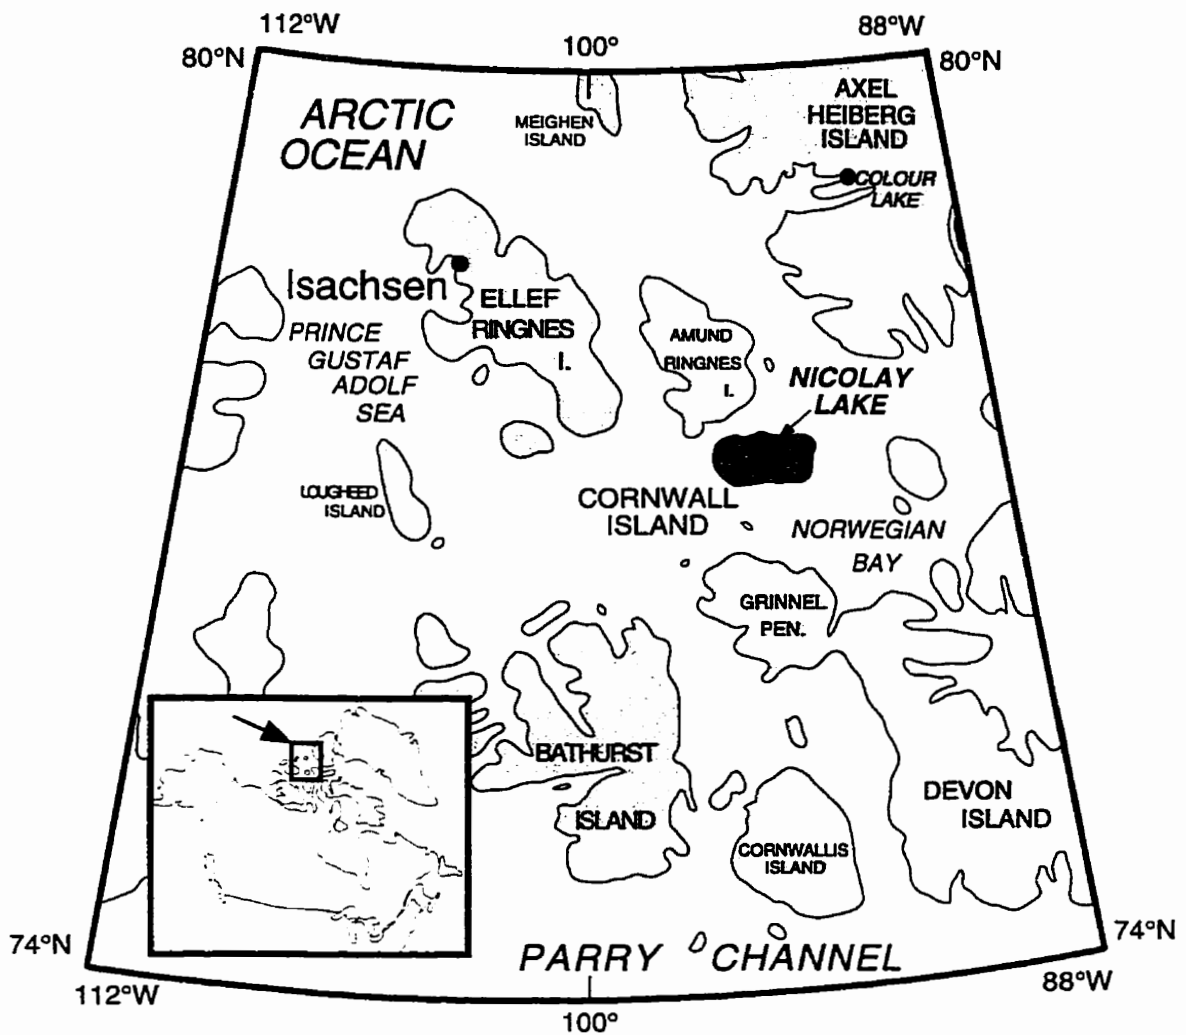 112°W
88°W
80°N
100°
80°N
ARCTIC
OCEAN
MEIGHEN
ISLAND
AXEL
HEIBERG
ISLAND
COLOUR
LAKE
Isachsen
ELLEF
RINGNES
I.
PRINCE
GUSTAF
ADOLF
SEA
AMUND
RINGNES
I.
NICOLAY
LAKE
LOUGHEED
ISLAND
CORNWALL
ISLAND
NORWEGIAN
BAY
GRINNEL
PEN.
BATHURST
ISLAND
DEVON
ISLAND
CORNWALLIS
ISLAND
74°N
PARRY CHANNEL
74°N
112°W
100°
88°W